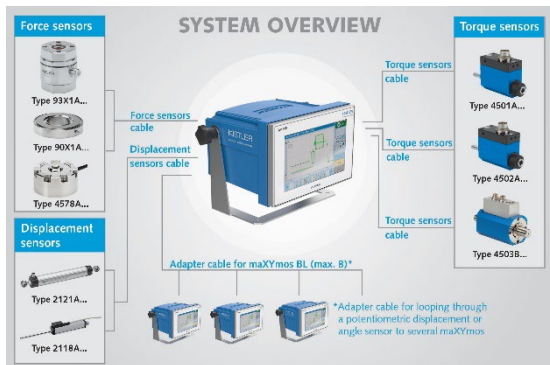 SYSTEM OVERVIEW
Force sensors
Type 93X1A...
Type 90X1A...
Type 4578A...
Displacement
sensors
Type 2121A...
Type 2118A...
Force sensors
cable
Displacement
sensors cable
KISTLER
Torque sensors
cable
Torque sensors
cable
Torque sensors
cable
Torque sensors
Type 4501A...
Type 4502A...
Type 4503B...
Adapter cable for maXYmos BL (max. 8)*
*Adapter cable for looping through
a potentiometric displacement or
angle sensor to several maXYmos